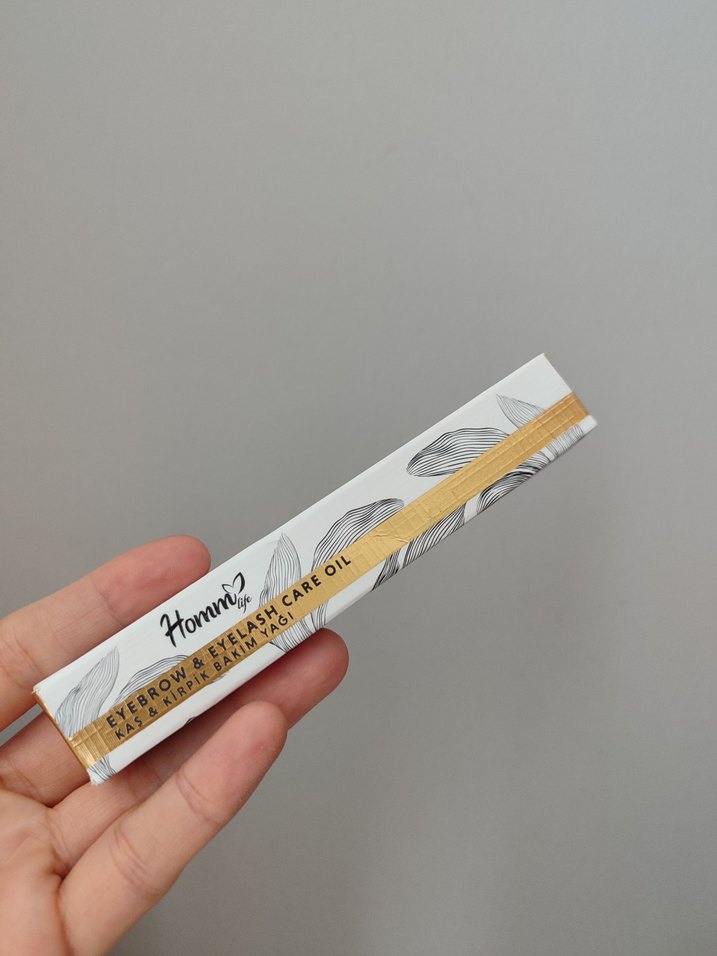 Homm life
EYEBROW & EYELASH CARE OIL
KAŞ & KİRPİK BAKIM YAĞI